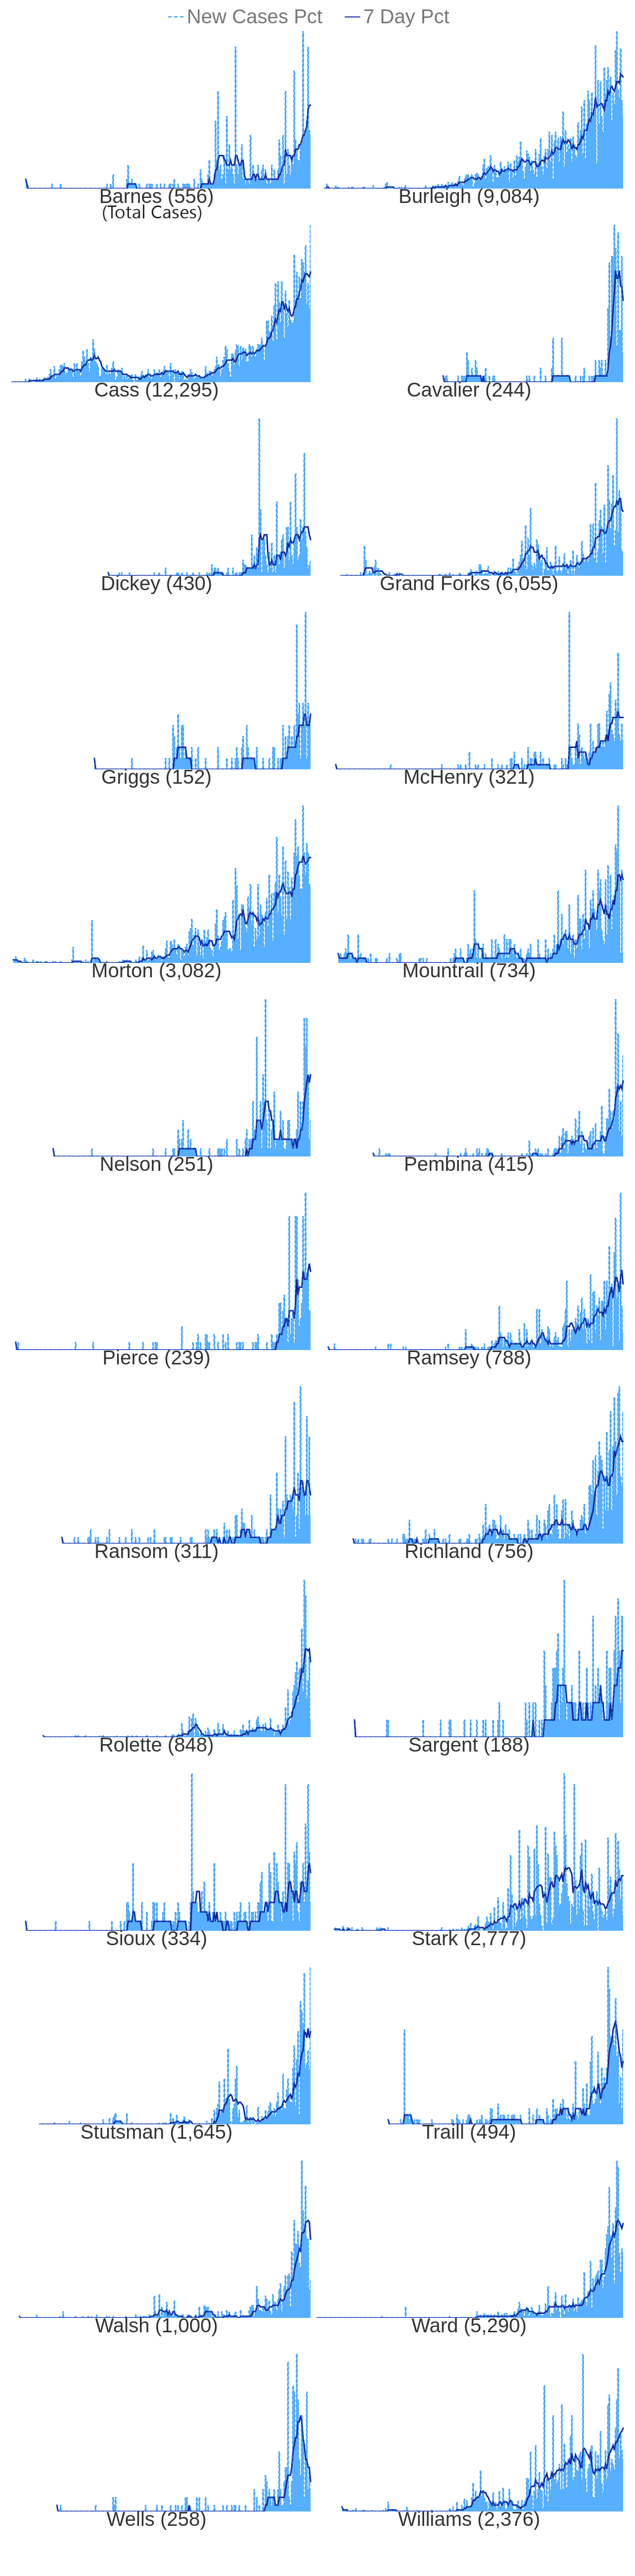 New Cases Pct 7 Day Pct
Barnes (556) Burleigh (9,084)
(Total Cases)
Cass (12,295) Cavalier (244)
Dickey (430) Grand Forks (6,055)
Griggs (152) McHenry (321)
Morton (3,082) Mountrail (734)
Nelson (251) Pembina (415)
Pierce (239) Ramsey (788)
Ransom (311) Richland (756)
Rolette (848) Sargent (188)
Sioux (334) Stark (2,777)
Stutsman (1,645) Traill (494)
Walsh (1,000) Ward (5,290)
Wells (258) Williams (2,376)